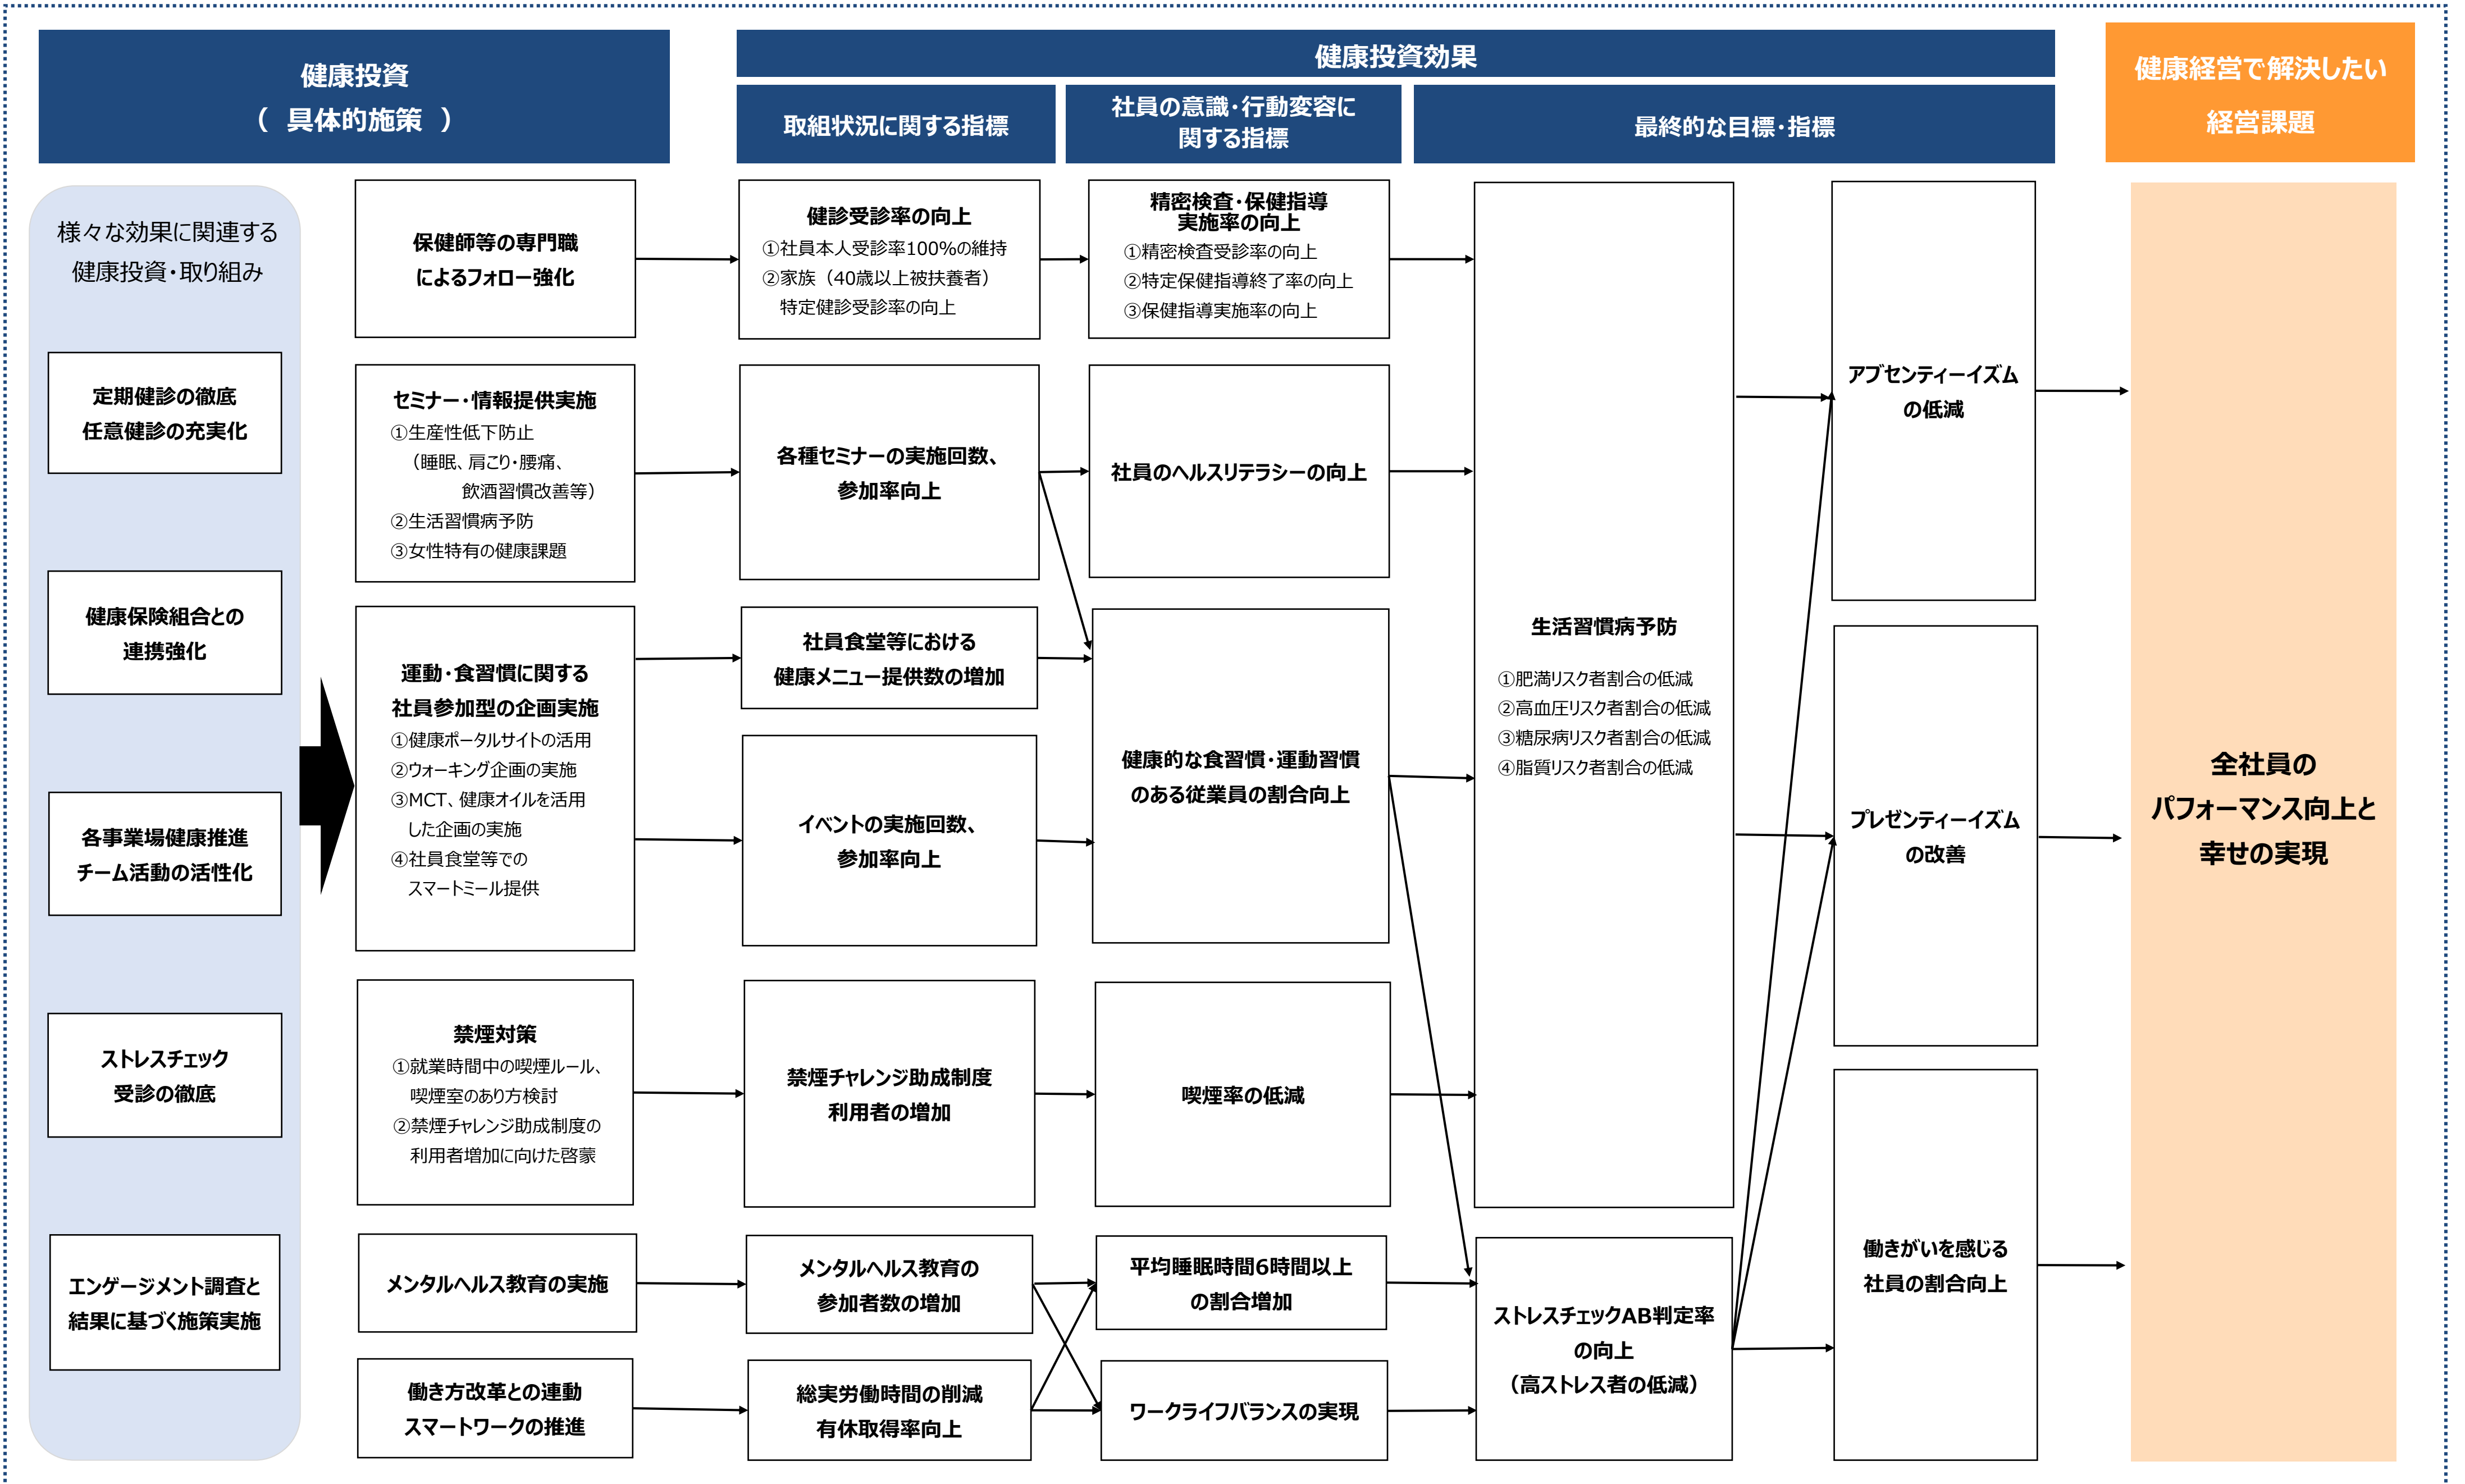 健康投資
（ 具体的施策 ）
健康投資効果
取組状況に関する指標
社員の意識・行動変容に
関する指標
最終的な目標・指標
健康経営で解決したい
経営課題
様々な効果に関連する
健康投資・取り組み
定期健診の徹底
任意健診の充実化
健康保険組合との
連携強化
各事業場健康推進
チーム活動の活性化
ストレスチェック
受診の徹底
エンゲージメント調査と
結果に基づく施策実施
保健師等の専門職
によるフォロー強化
セミナー・情報提供実施
①生産性低下防止
（睡眠、肩こり・腰痛、
飲酒習慣改善等）
②生活習慣病予防
③女性特有の健康課題
運動・食習慣に関する
社員参加型の企画実施
①健康ポータルサイトの活用
②ウォーキング企画の実施
③MCT、健康オイルを活用
した企画の実施
④社員食堂等での
スマートミール提供
禁煙対策
①就業時間中の喫煙ルール、
喫煙室のあり方検討
②禁煙チャレンジ助成制度の
利用者増加に向けた啓蒙
メンタルヘルス教育の実施
働き方改革との連動
スマートワークの推進
健診受診率の向上
①社員本人受診率100%の維持
②家族（40歳以上被扶養者）
特定健診受診率の向上
各種セミナーの実施回数、
参加率向上
社員食堂等における
健康メニュー提供数の増加
イベントの実施回数、
参加率向上
禁煙チャレンジ助成制度
利用者の増加
メンタルヘルス教育の
参加者数の増加
総実労働時間の削減
有休取得率向上
精密検査・保健指導
実施率の向上
①精密検査受診率の向上
②特定保健指導終了率の向上
③保健指導実施率の向上
社員のヘルスリテラシーの向上
健康的な食習慣・運動習慣
のある従業員の割合向上
喫煙率の低減
平均睡眠時間6時間以上
の割合増加
ワークライフバランスの実現
生活習慣病予防
①肥満リスク者割合の低減
②高血圧リスク者割合の低減
③糖尿病リスク者割合の低減
④脂質リスク者割合の低減
ストレスチェックAB判定率
の向上
（高ストレス者の低減）
アブセンティーイズム
の低減
プレゼンティーイズム
の改善
働きがいを感じる
社員の割合向上
全社員の
パフォーマンス向上と
幸せの実現